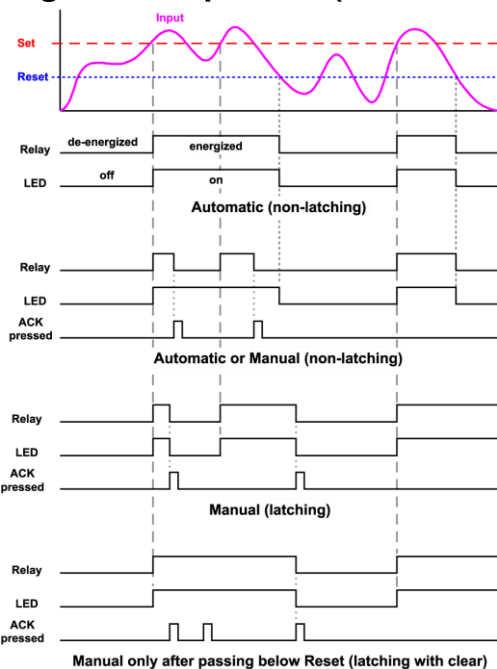 Input
Set
Reset
Relay de-energized energized
LED off on
Automatic (non-latching)
Relay
LED
ACK
pressed
Automatic or Manual (non-latching)
Relay
LED
ACK
pressed
Manual (latching)
Relay
LED
ACK
pressed
Manual only after passing below Reset (latching with clear)